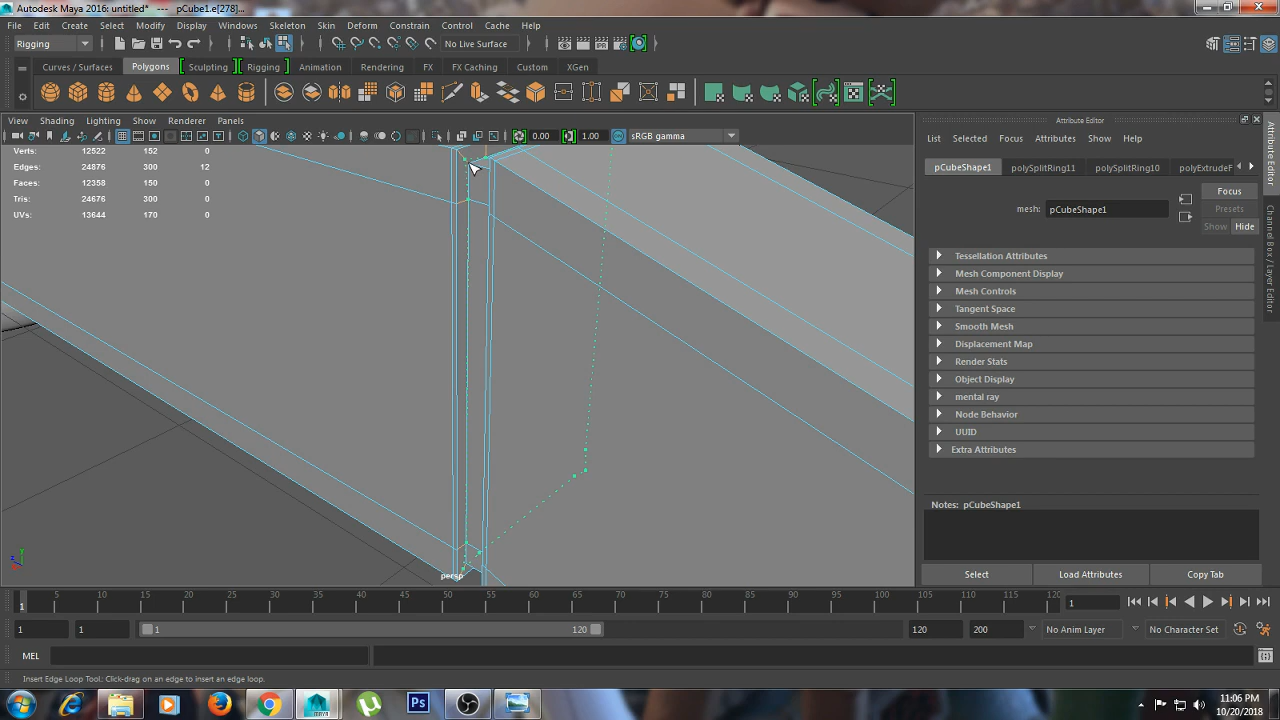 Autodesk Maya 2016: untitled* --- pCube1.e[278]...
File Edit Create Select Modify Display Windows Skeleton Skin Deform Constrain Control Cache Help
Rigging No Live Surface
Curves / Surfaces Polygons Sculpting Rigging Animation Rendering FX FX Caching Custom XGen
View Shading Lighting Show Renderer Panels
0.00 1.00 sRGB gamma
Verts: 12522 152 0
Edges: 24876 300 12
Faces: 12358 150 0
Tris: 24676 300 0
UVs: 13644 170 0
persp
Attribute Editor
List Selected Focus Attributes Show Help
pCubeShape1 polySplitRing11 polySplitRing10 polyExtrudeF
Focus
mesh: pCubeShape1
Presets
Show Hide
Tessellation Attributes
Mesh Component Display
Mesh Controls
Tangent Space
Smooth Mesh
Displacement Map
Render Stats
Object Display
mental ray
Node Behavior
UUID
Extra Attributes
Notes: pCubeShape1
Select Load Attributes Copy Tab
Attribute Editor
Channel Box / Layer Editor
1 5 10 15 20 25 30 35 40 45 50 55 60 65 70 75 80 85 90 95 100 105 110 115 120 1
1 1 1 120 120 200 No Anim Layer No Character Set
MEL
Insert Edge Loop Tool: Click-drag on an edge to insert an edge loop.
Ps
11:06 PM
10/20/2018